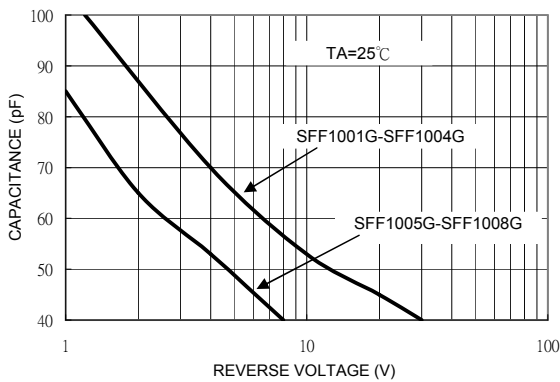 100
90
80
70
60
50
40
CAPACITANCE (pF)
TA=25℃
SFF1001G-SFF1004G
SFF1005G-SFF1008G
1
10
100
REVERSE VOLTAGE (V)